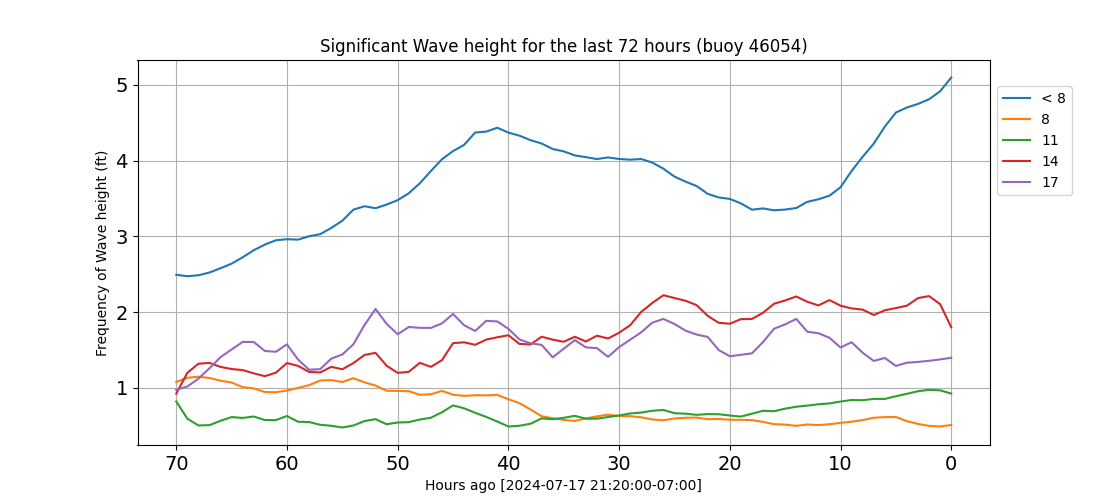 Significant Wave height for the last 72 hours (buoy 46054)
Frequency of Wave height (ft)
5
4
3
2
1
70 60 50 40 30 20 10 0
Hours ago [2024-07-17 21:20:00-07:00]
< 8
8
11
14
17